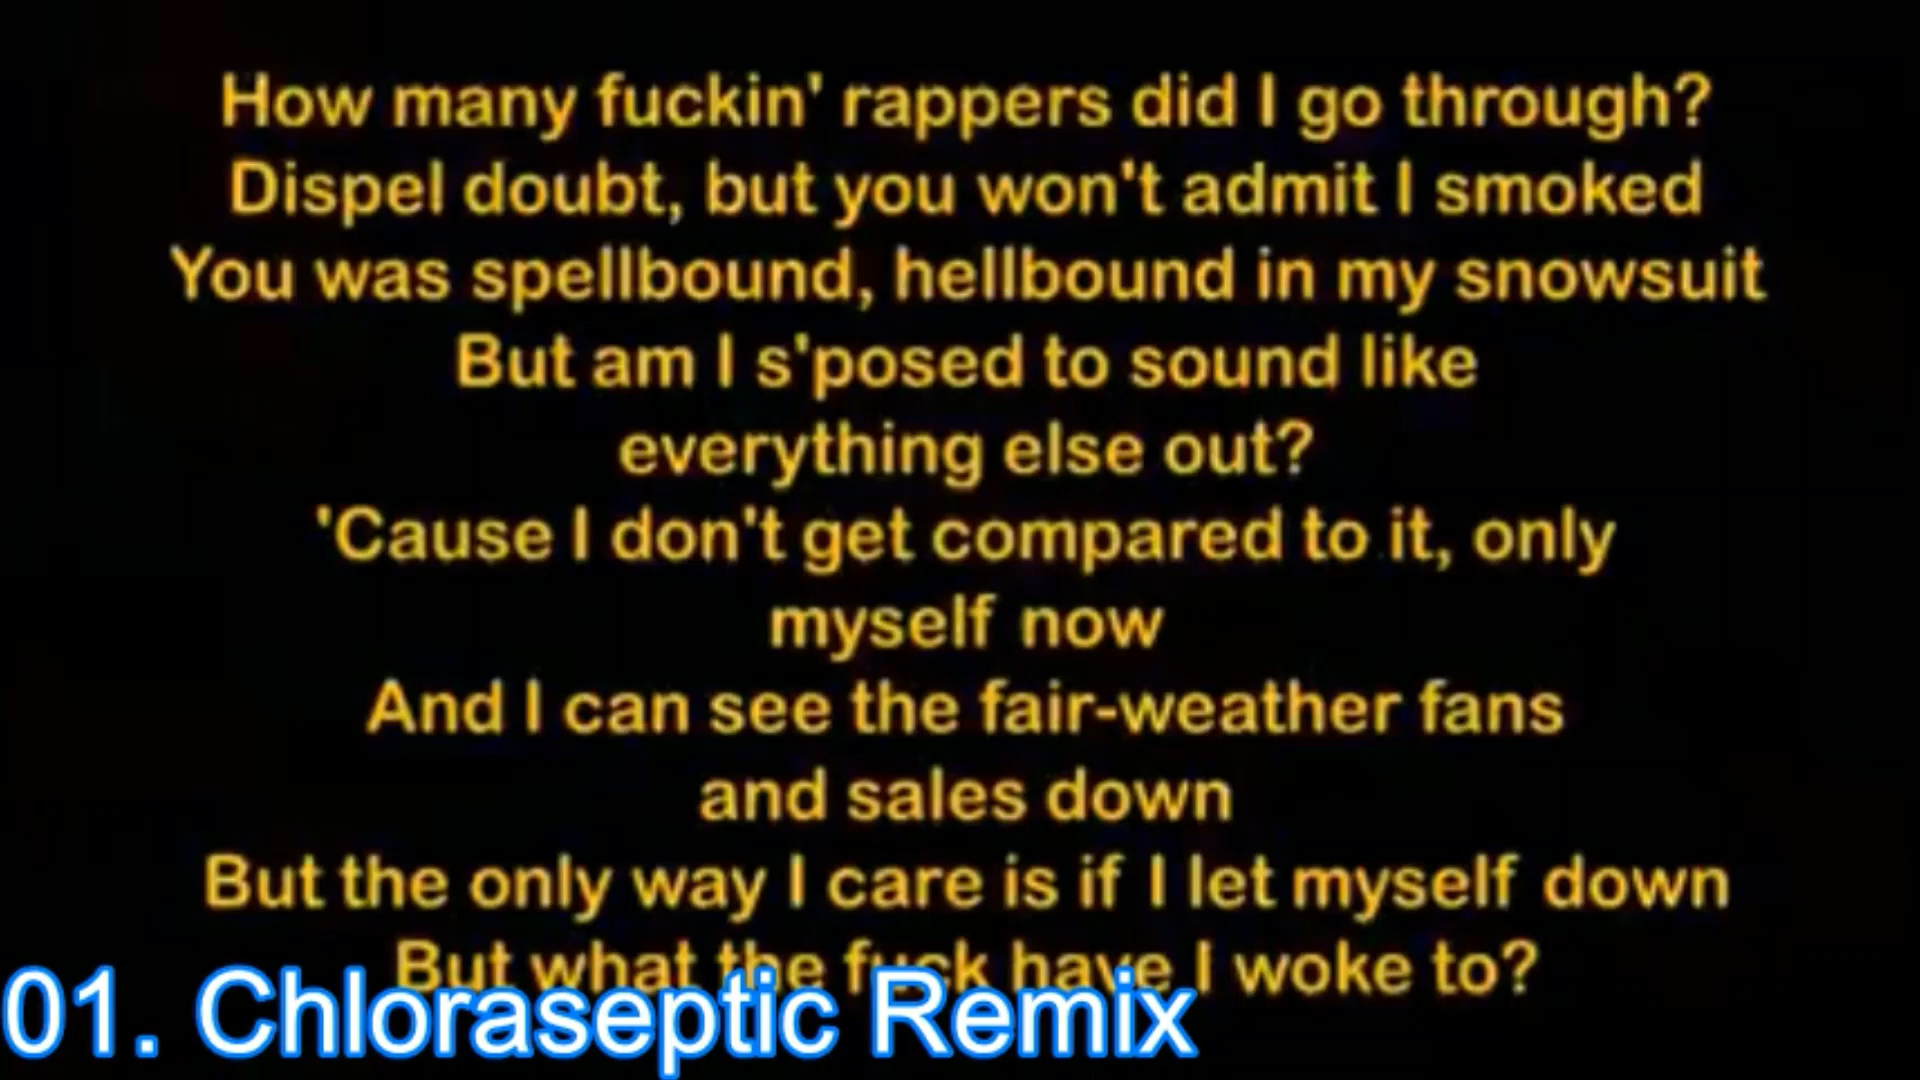 How many fuckin' rappers did I go through?
Dispel doubt, but you won't admit I smoked
You was spellbound, hellbound in my snowsuit
But am I s'posed to sound like
everything else out?
'Cause I don't get compared to it, only
myself now
And I can see the fair-weather fans
and sales down
But the only way I care is if I let myself down
But what the fuck have I woke to?
01. Chloraseptic Remix